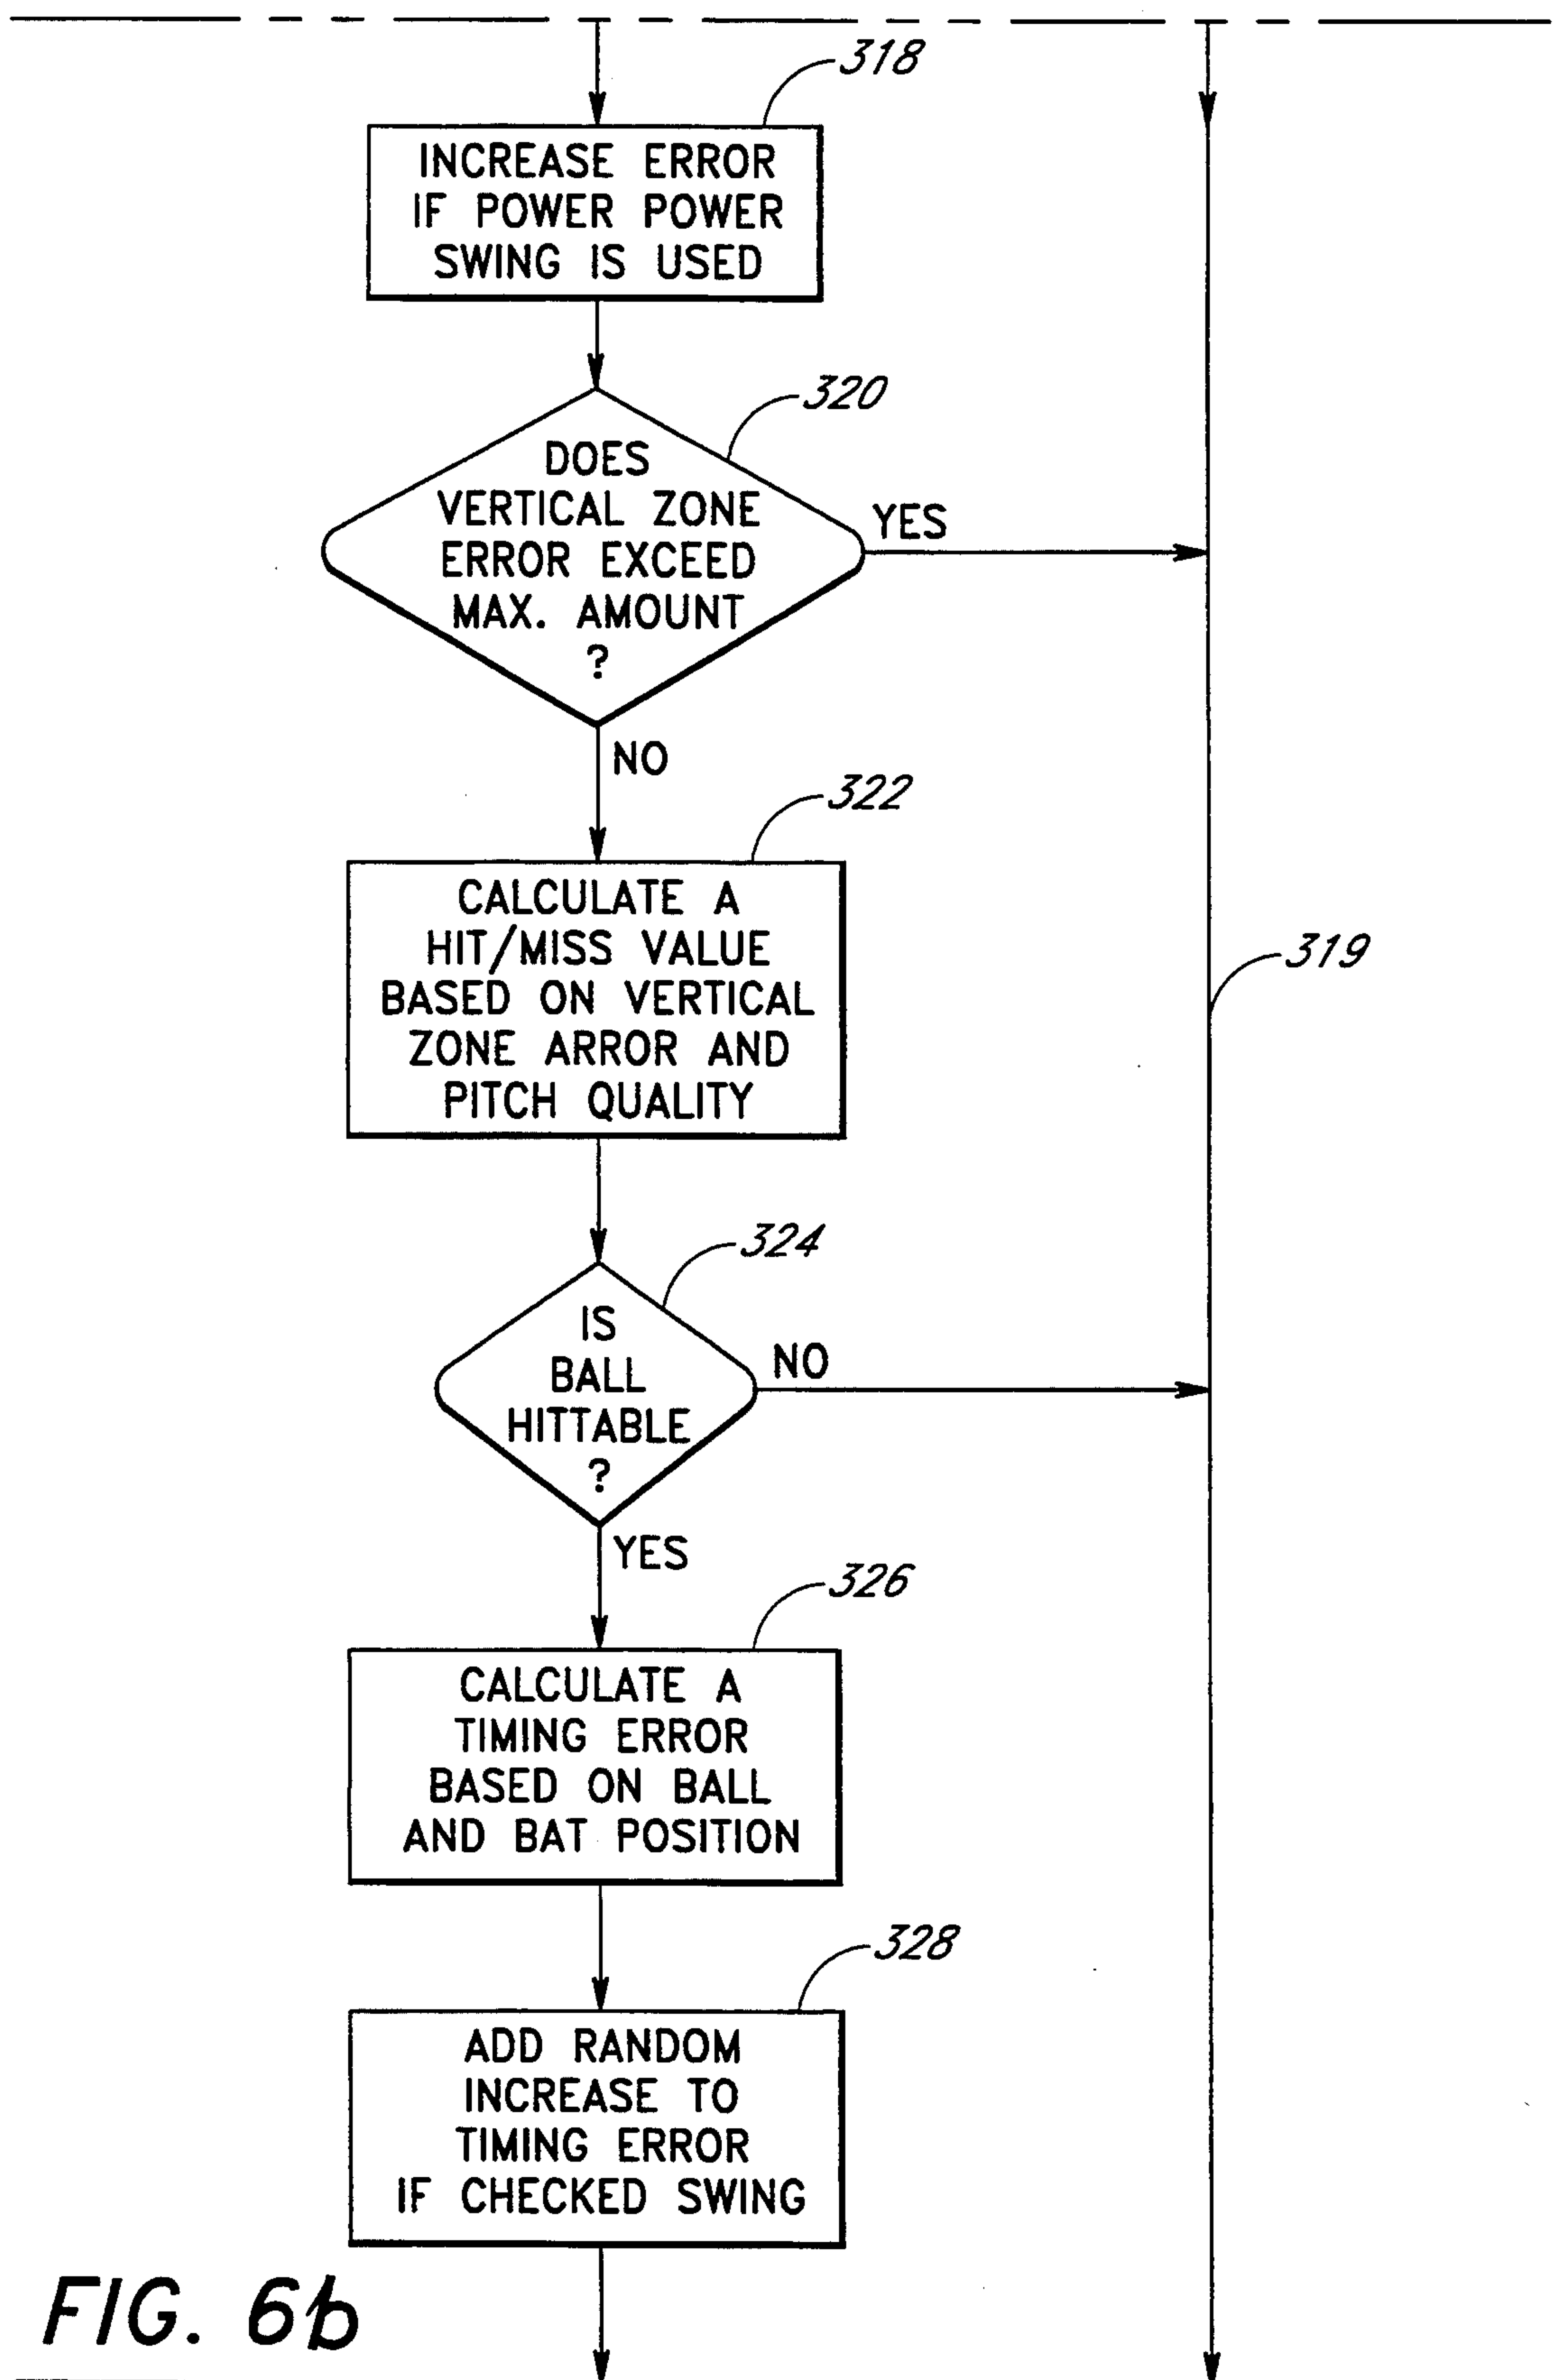 318
INCREASE ERROR
IF POWER POWER
SWING IS USED
320
DOES
VERTICAL ZONE
ERROR EXCEED
MAX. AMOUNT
?
YES
NO
322
CALCULATE A
HIT/MISS VALUE
BASED ON VERTICAL
ZONE ARROR AND
PITCH QUALITY
319
324
IS
BALL
HITTABLE
?
NO
YES
326
CALCULATE A
TIMING ERROR
BASED ON BALL
AND BAT POSITION
328
ADD RANDOM
INCREASE TO
TIMING ERROR
IF CHECKED SWING
FIG. 6b